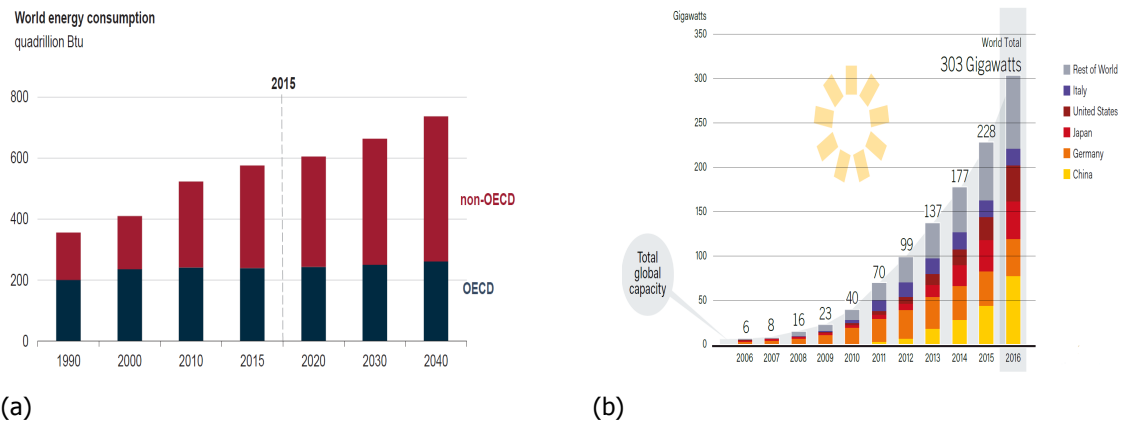 World energy consumption
quadrillion Btu
2015
800
600
400
200
0
non-OECD
OECD
1990 2000 2010 2015 2020 2030 2040
(a)
Gigawatts
350
300
250
200
150
100
50
0
World Total
303 Gigawatts
228
177
137
99
70
40
23
16
8
6
Total
global
capacity
2006 2007 2008 2009 2010 2011 2012 2013 2014 2015 2016
Rest of World
Italy
United States
Japan
Germany
China
(b)